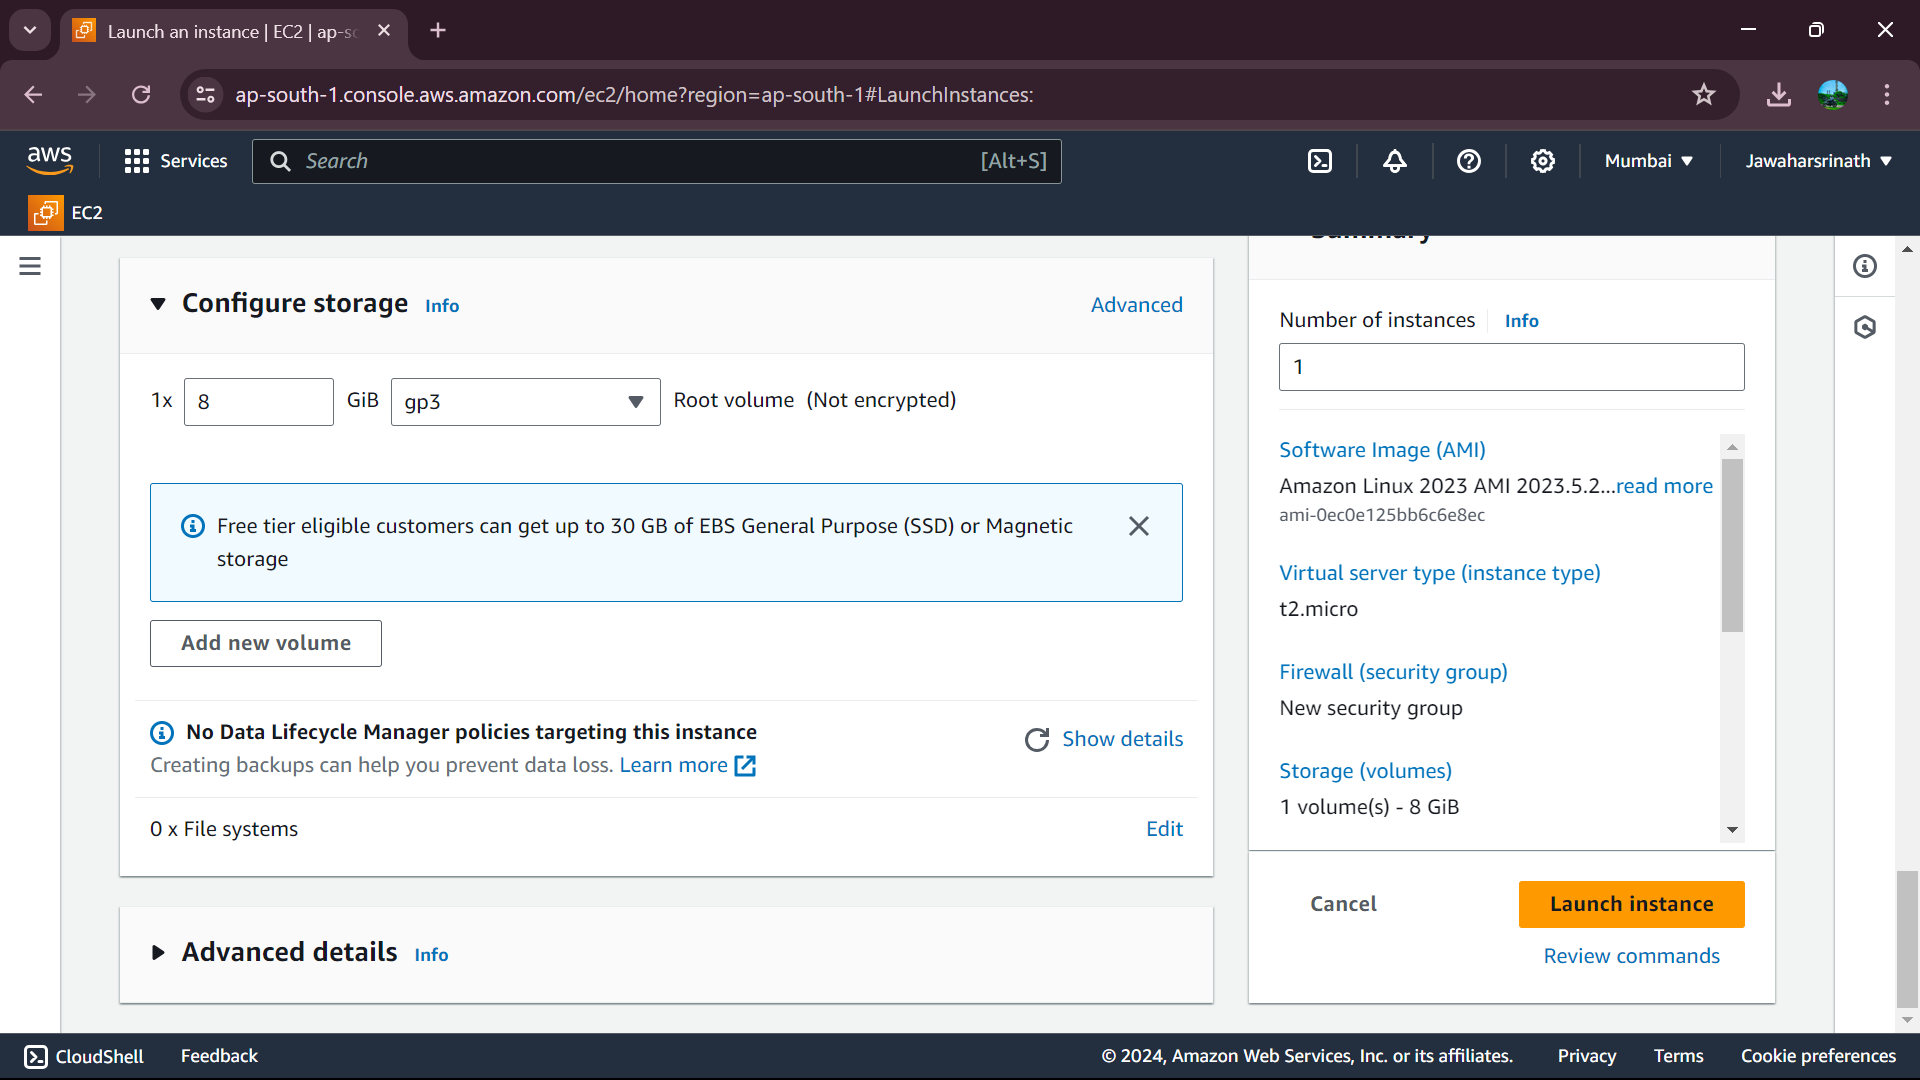 Launch an instance | EC2 | ap-so
ap-south-1.console.aws.amazon.com/ec2/home?region=ap-south-1#LaunchInstances:
aws
Services
Search
[Alt+S]
Mumbai
Jawaharsrinath
EC2
Configure storage
Info
Advanced
1x
8
GiB
gp3
Root volume (Not encrypted)
Free tier eligible customers can get up to 30 GB of EBS General Purpose (SSD) or Magnetic
storage
Add new volume
No Data Lifecycle Manager policies targeting this instance
Show details
Creating backups can help you prevent data loss. Learn more
0 x File systems
Edit
Advanced details
Info
Summary
Number of instances
Info
1
Software Image (AMI)
Amazon Linux 2023 AMI 2023.5.2...read more
ami-0ec0e125bb6c6e8ec
Virtual server type (instance type)
t2.micro
Firewall (security group)
New security group
Storage (volumes)
1 volume(s) - 8 GiB
Cancel
Launch instance
Review commands
CloudShell
Feedback
© 2024, Amazon Web Services, Inc. or its affiliates.
Privacy
Terms
Cookie preferences